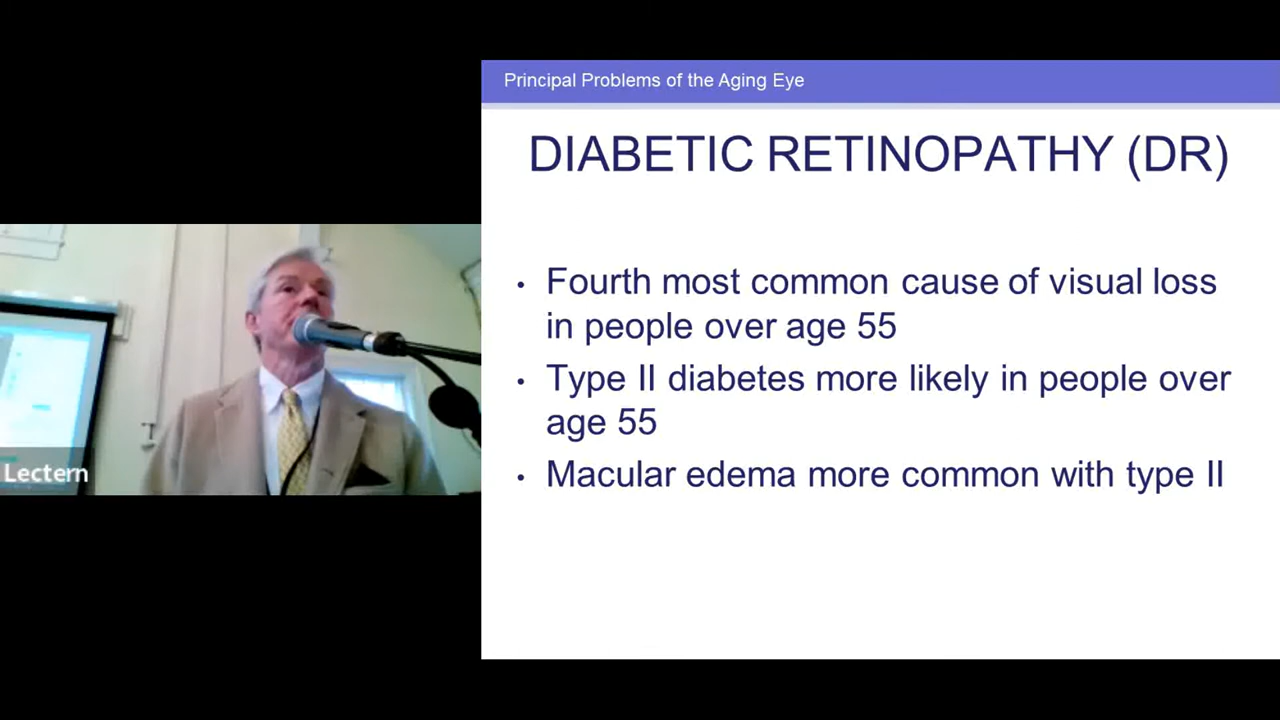 Principal Problems of the Aging Eye
DIABETIC RETINOPATHY (DR)
• Fourth most common cause of visual loss
in people over age 55
• Type II diabetes more likely in people over
age 55
• Macular edema more common with type II
Lectern